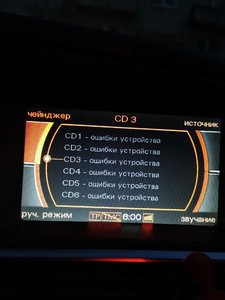 чейнджер
CD 3
источник
CD1 - ошибки устройства
CD2 - ошибки устройства
CD3 - ошибки устройства
CD4 - ошибки устройства
CD5 - ошибки устройства
CD6 - ошибки устройства
руч. режим
TP TMC 6:00
звучание